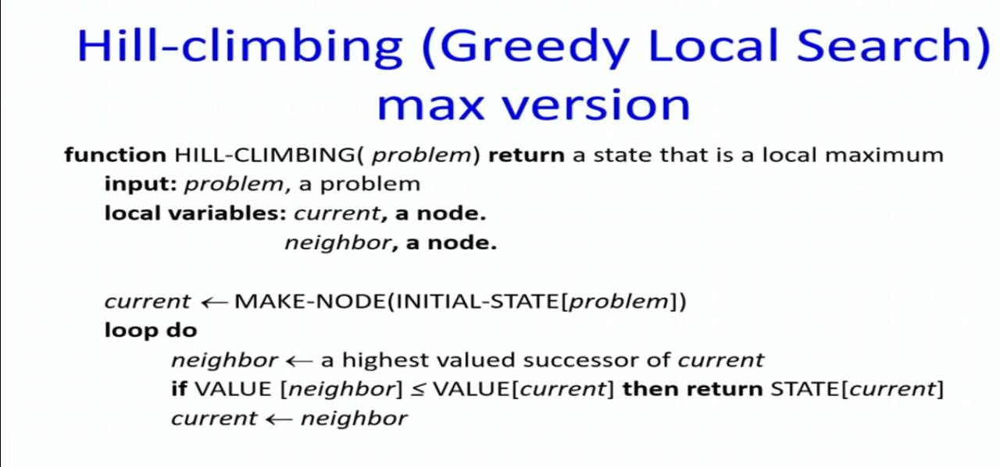 Hill-climbing (Greedy Local Search)
max version
function HILL-CLIMBING( problem) return a state that is a local maximum
input: problem, a problem
local variables: current, a node.
neighbor, a node.
current ← MAKE-NODE(INITIAL-STATE[problem])
loop do
neighbor ← a highest valued successor of current
if VALUE [neighbor] ≤ VALUE[current] then return STATE[current]
current ← neighbor